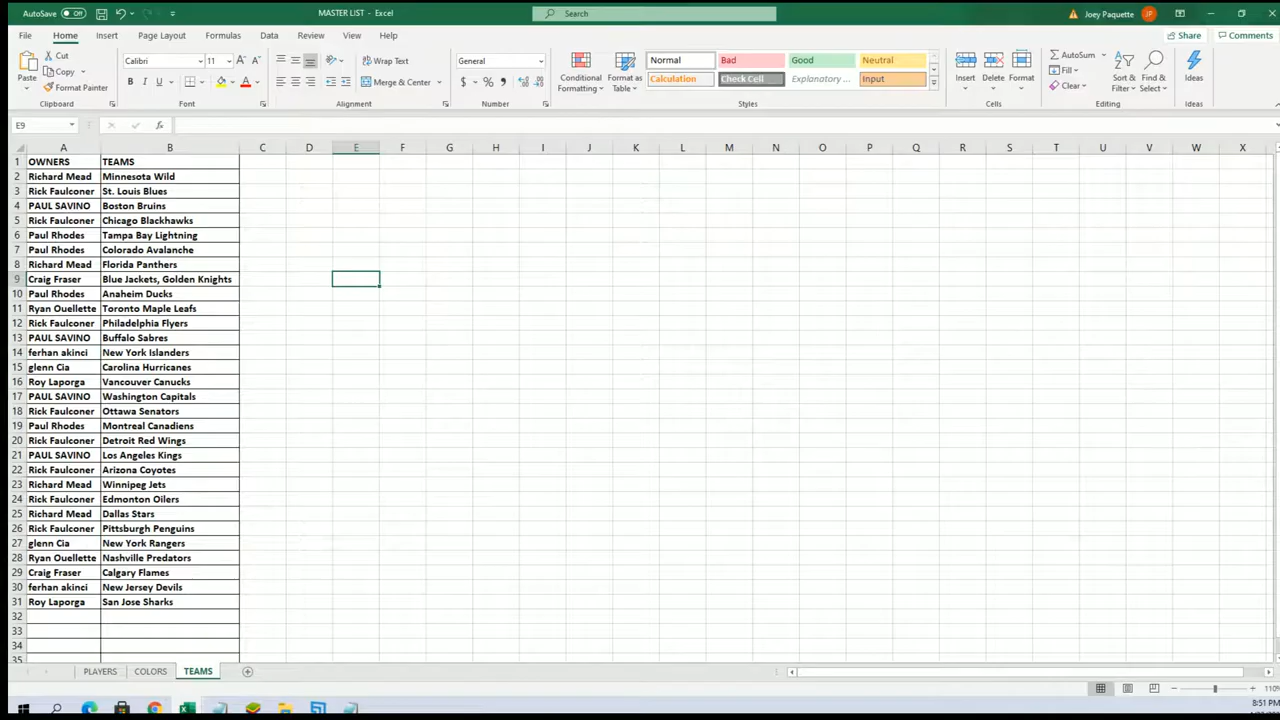 AutoSave Off MASTER LIST - Excel Search Joey Paquette JP
File Home Insert Page Layout Formulas Data Review View Help Share Comments
Paste Cut Copy Format Painter Clipboard
Calibri 11 B I U A Font
Wrap Text Merge & Center Alignment
General $ % Number
Conditional Formatting Format as Table
Normal Bad Good Neutral
Calculation Check Cell Explanatory ... Input
Styles
Insert Delete Format Cells
AutoSum Fill Clear Sort & Filter Find & Select Editing
Ideas Ideas
E9 fx
A B C D E F G H I J K L M N O P Q R S T U V W X
1 OWNERS TEAMS
2 Richard Mead Minnesota Wild
3 Rick Faulconer St. Louis Blues
4 PAUL SAVINO Boston Bruins
5 Rick Faulconer Chicago Blackhawks
6 Paul Rhodes Tampa Bay Lightning
7 Paul Rhodes Colorado Avalanche
8 Richard Mead Florida Panthers
9 Craig Fraser Blue Jackets, Golden Knights
10 Paul Rhodes Anaheim Ducks
11 Ryan Ouellette Toronto Maple Leafs
12 Rick Faulconer Philadelphia Flyers
13 PAUL SAVINO Buffalo Sabres
14 ferhan akinci New York Islanders
15 glenn Cia Carolina Hurricanes
16 Roy Laporga Vancouver Canucks
17 PAUL SAVINO Washington Capitals
18 Rick Faulconer Ottawa Senators
19 Paul Rhodes Montreal Canadiens
20 Rick Faulconer Detroit Red Wings
21 PAUL SAVINO Los Angeles Kings
22 Rick Faulconer Arizona Coyotes
23 Richard Mead Winnipeg Jets
24 Rick Faulconer Edmonton Oilers
25 Richard Mead Dallas Stars
26 Rick Faulconer Pittsburgh Penguins
27 glenn Cia New York Rangers
28 Ryan Ouellette Nashville Predators
29 Craig Fraser Calgary Flames
30 ferhan akinci New Jersey Devils
31 Roy Laporga San Jose Sharks
32
33
34
35
PLAYERS COLORS TEAMS
110%
8:51 PM